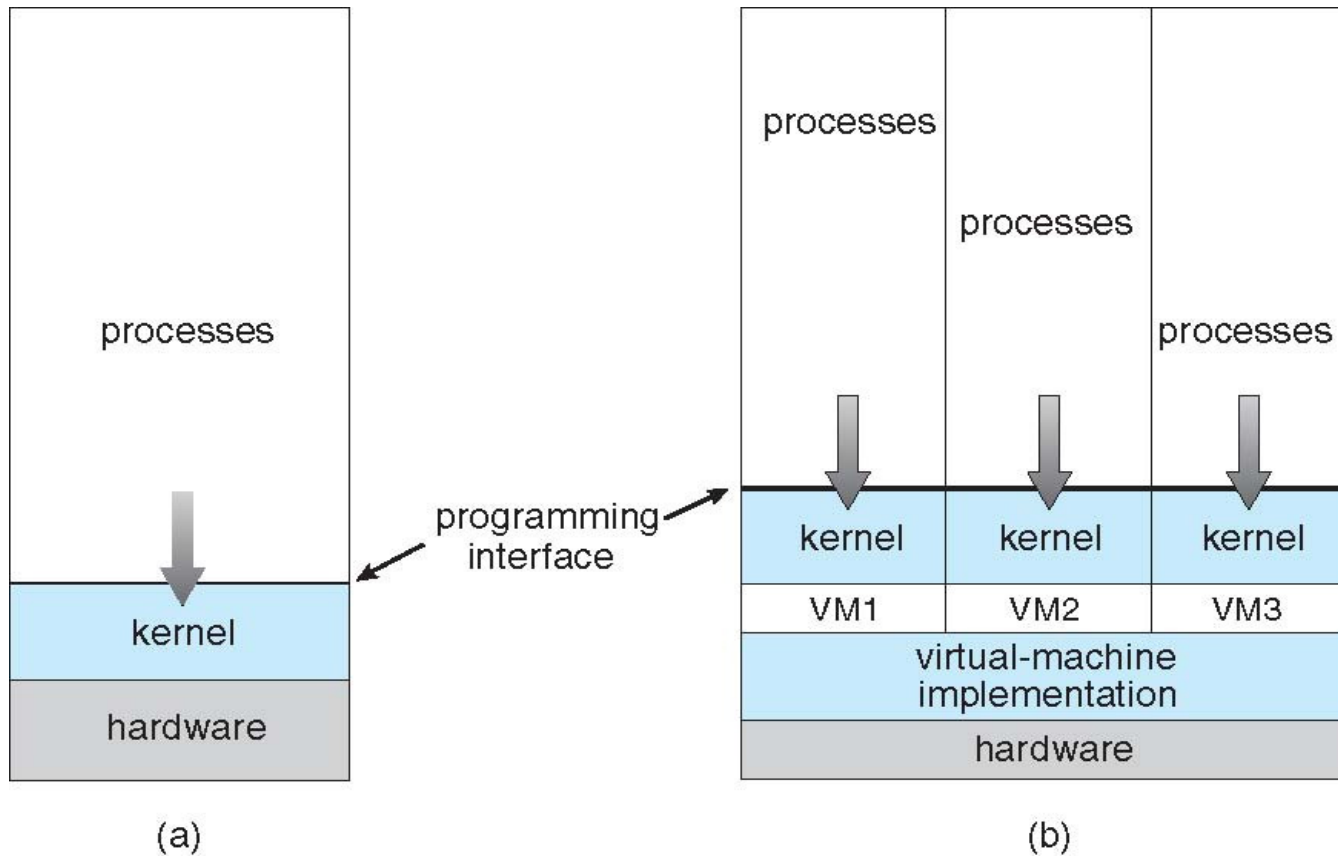 processes
kernel
hardware
(a)
programming
interface
processes
processes
processes
kernel
kernel
kernel
VM1
VM2
VM3
virtual-machine
implementation
hardware
(b)